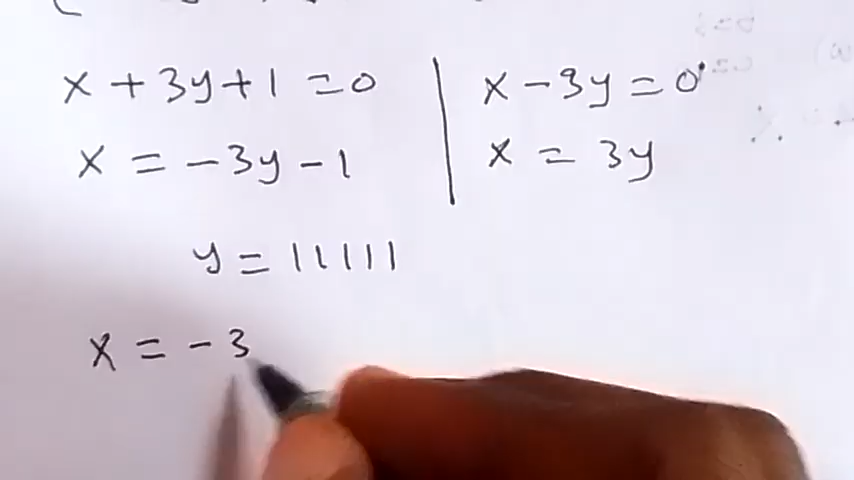 x + 3y + 1 = 0
x = -3y - 1
x - 3y = 0
x = 3y
y = 11111
x = -3